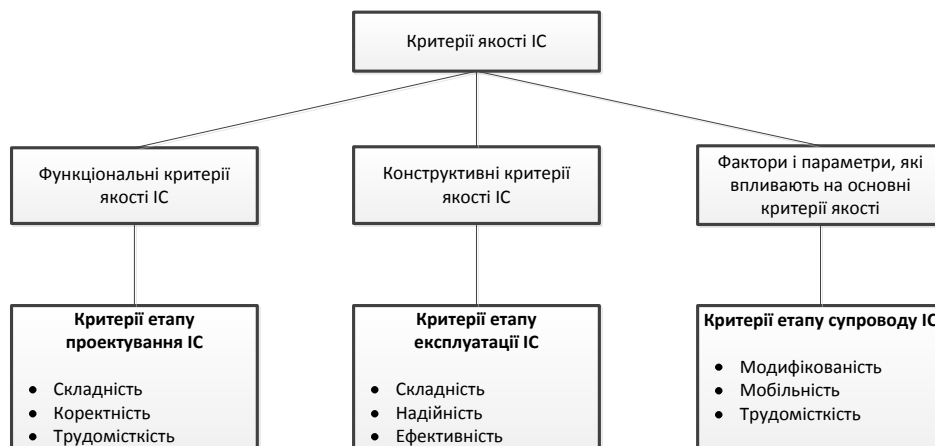 Критерії якості ІС
Функціональні критерії
якості ІС
Конструктивні критерії
якості ІС
Фактори і параметри, які
впливають на основні
критерії якості
Критерії етапу
проектування ІС
• Складність
• Коректність
• Трудомісткість
Критерії етапу
експлуатації ІС
• Складність
• Надійність
• Ефективність
Критерії етапу супроводу ІС
• Модифікованість
• Мобільність
• Трудомісткість